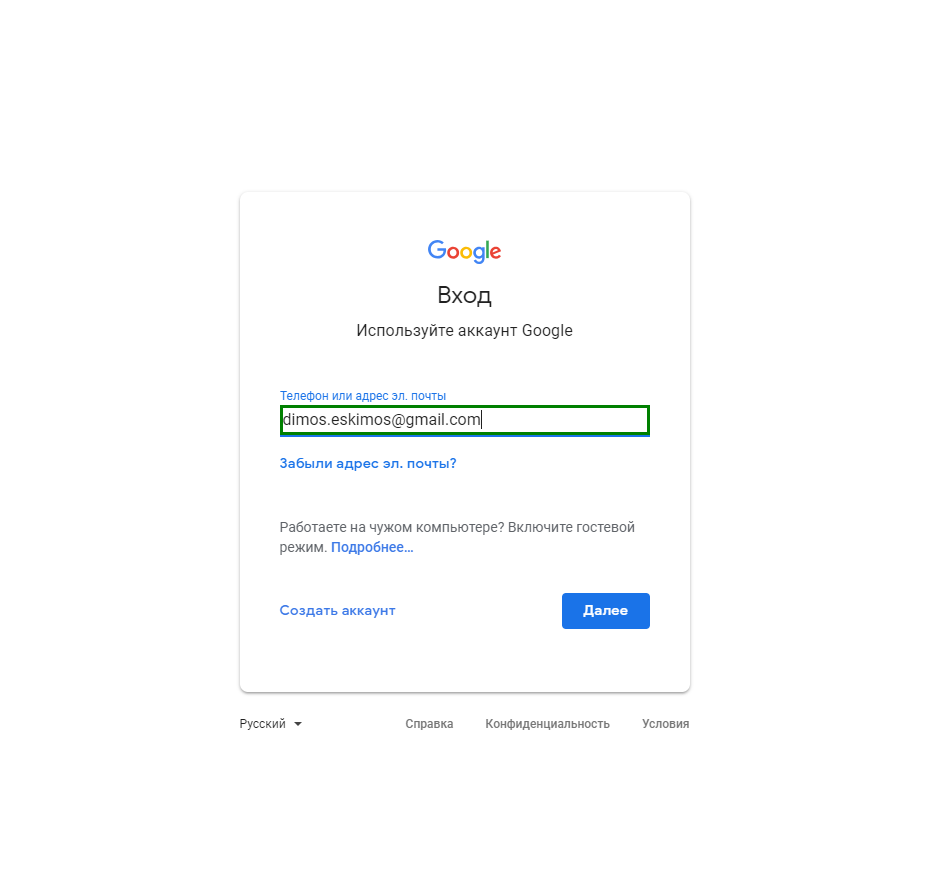 Google
Вход
Используйте аккаунт Google
Телефон или адрес эл. почты
dimos.eskimos@gmail.com
Забыли адрес эл. почты?
Работаете на чужом компьютере? Включите гостевой
режим. Подробнее…
Создать аккаунт Далее
Русский Справка Конфиденциальность Условия